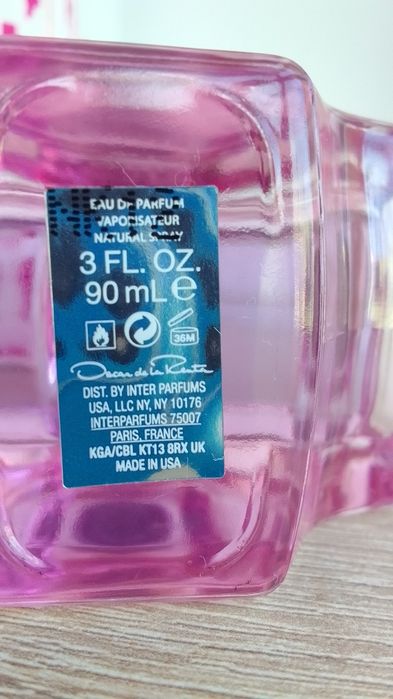 EAU DE PARFUM
VAPORISATEUR
NATURAL SPRAY
3 FL. OZ.
90 mL e
36M
Oscar de la Renta
DIST. BY INTER PARFUMS
USA, LLC NY, NY 10176
INTERPARFUMS 75007
PARIS, FRANCE
KGA/CBL KT13 8RX UK
MADE IN USA